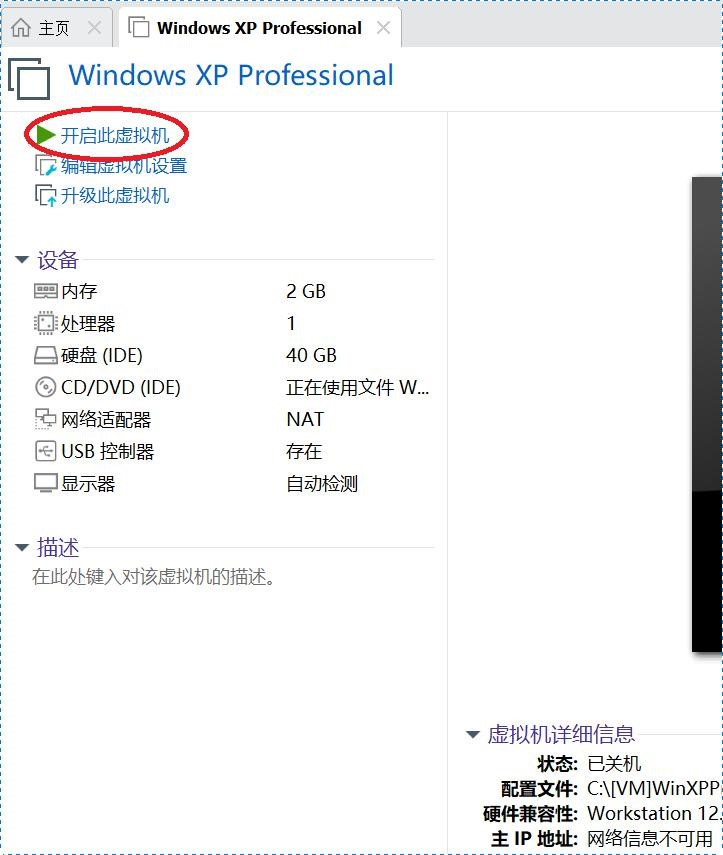 主页
Windows XP Professional
Windows XP Professional
开启此虚拟机
编辑虚拟机设置
升级此虚拟机
设备
内存 2 GB
处理器 1
硬盘 (IDE) 40 GB
CD/DVD (IDE) 正在使用文件 W...
网络适配器 NAT
USB 控制器 存在
显示器 自动检测
描述
在此处键入对该虚拟机的描述。
虚拟机详细信息
状态: 已关机
配置文件: C:\[VM]WinXPP
硬件兼容性: Workstation 12.
主 IP 地址: 网络信息不可用